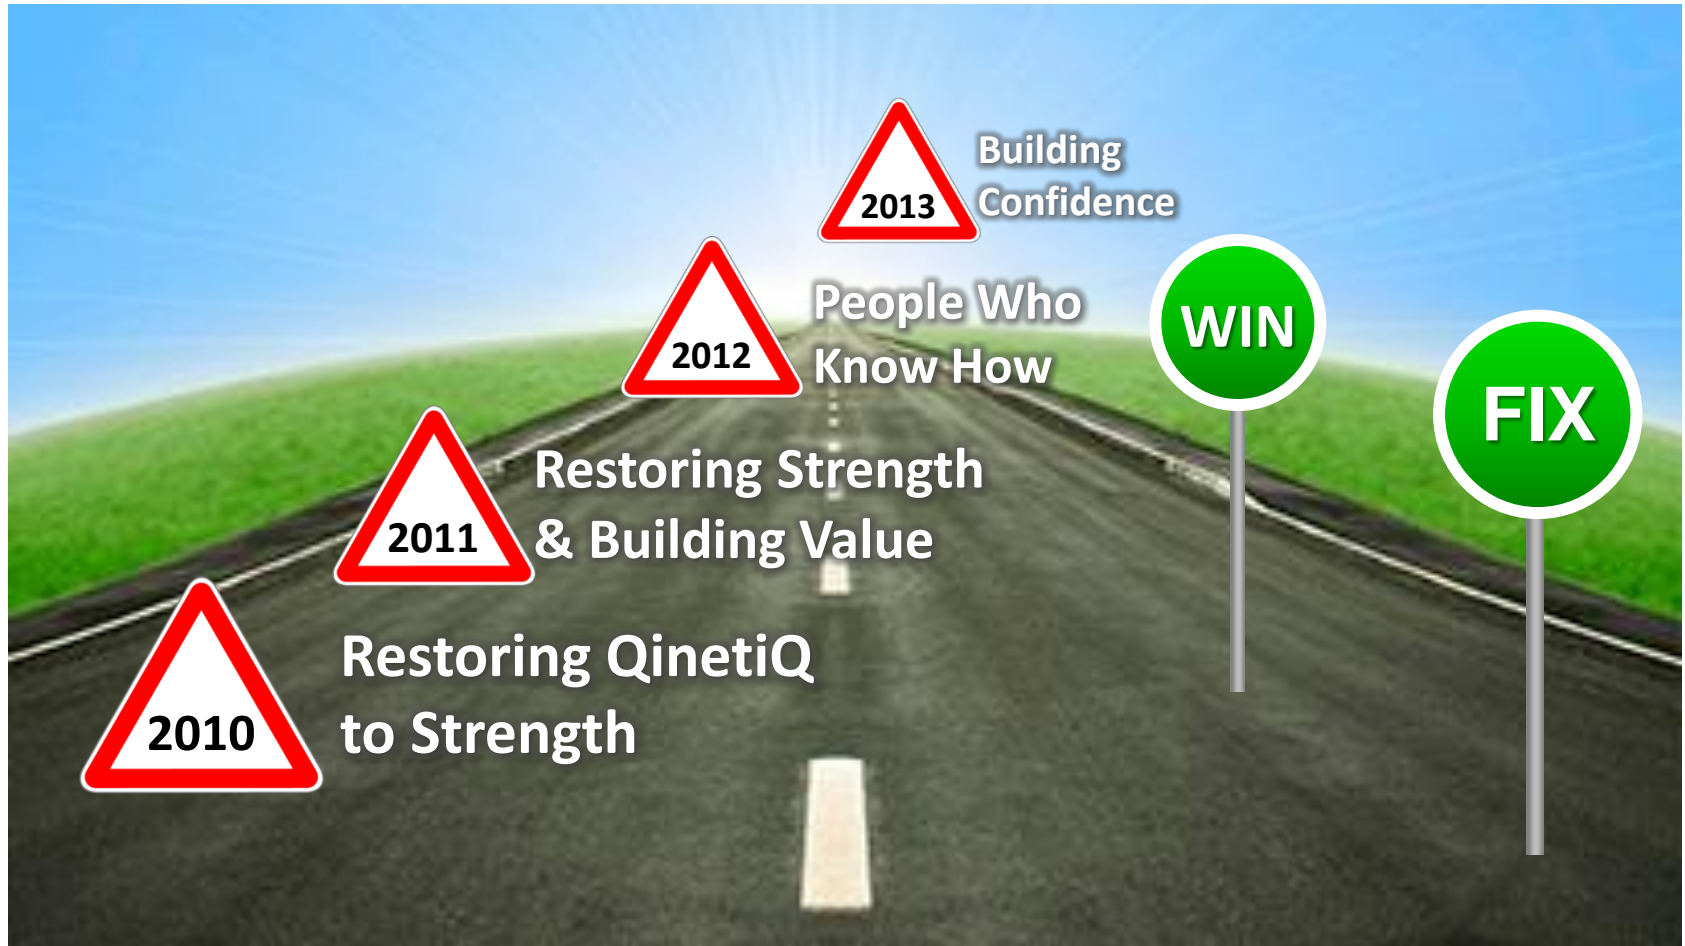 2013
Building
Confidence
2012
People Who
Know How
WIN
FIX
2011
Restoring Strength
& Building Value
2010
Restoring QinetiQ
to Strength